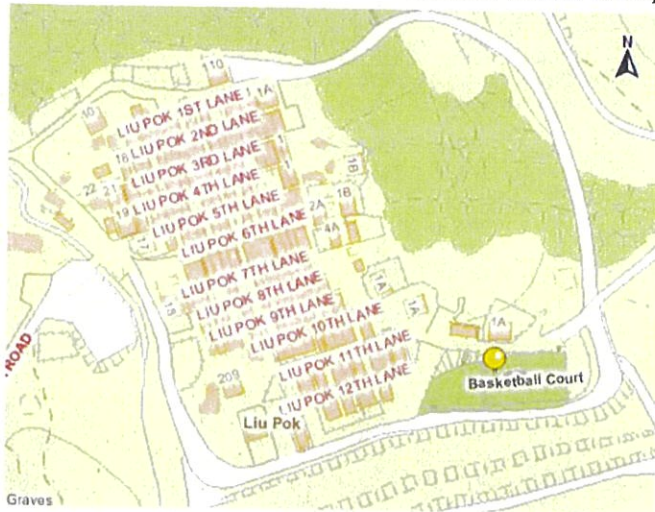 N
10
1A
LIU POK 1ST LANE
10
LIU POK 2ND LANE
18
LIU POK 3RD LANE
1
LIU POK 4TH LANE
1
1B
22
21
19
LIU POK 5TH LANE
2A
1B
LIU POK 6TH LANE
4A
17
LIU POK 7TH LANE
LIU POK 8TH LANE
1A
LIU POK 9TH LANE
1A
LIU POK 10TH LANE
1A
ROAD
LIU POK 11TH LANE
Basketball Court
209
LIU POK 12TH LANE
Liu Pok
Graves